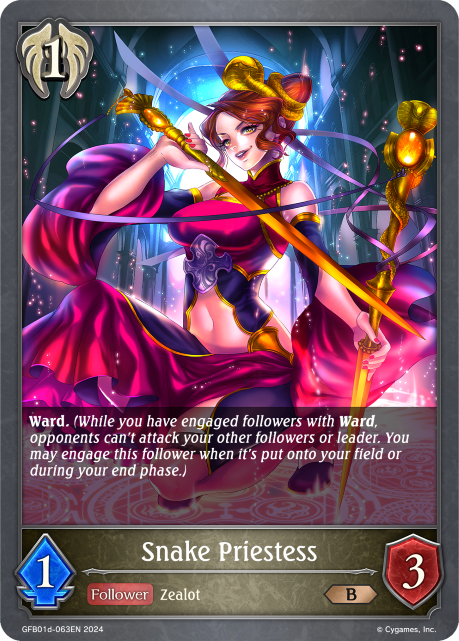 1
Ward. (While you have engaged followers with Ward,
opponents can't attack your other followers or leader. You
may engage this follower when it's put onto your field or
during your end phase.)
Snake Priestess
1
Follower Zealot
B
3
GFB01d-063EN 2024
© Cygames, Inc.